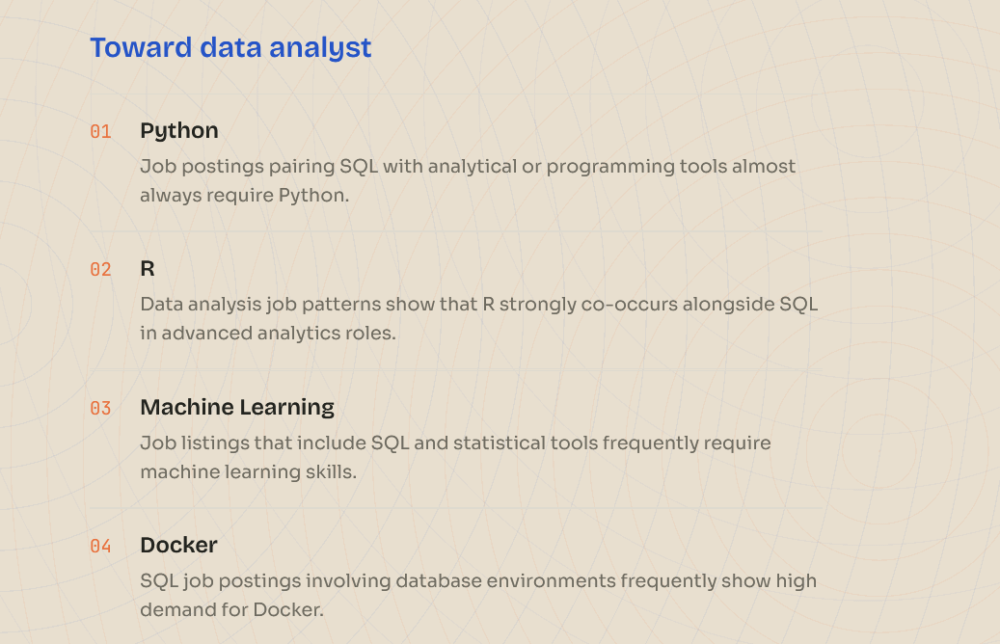 Toward data analyst
01 Python
Job postings pairing SQL with analytical or programming tools almost
always require Python.
02 R
Data analysis job patterns show that R strongly co-occurs alongside SQL
in advanced analytics roles.
03 Machine Learning
Job listings that include SQL and statistical tools frequently require
machine learning skills.
04 Docker
SQL job postings involving database environments frequently show high
demand for Docker.